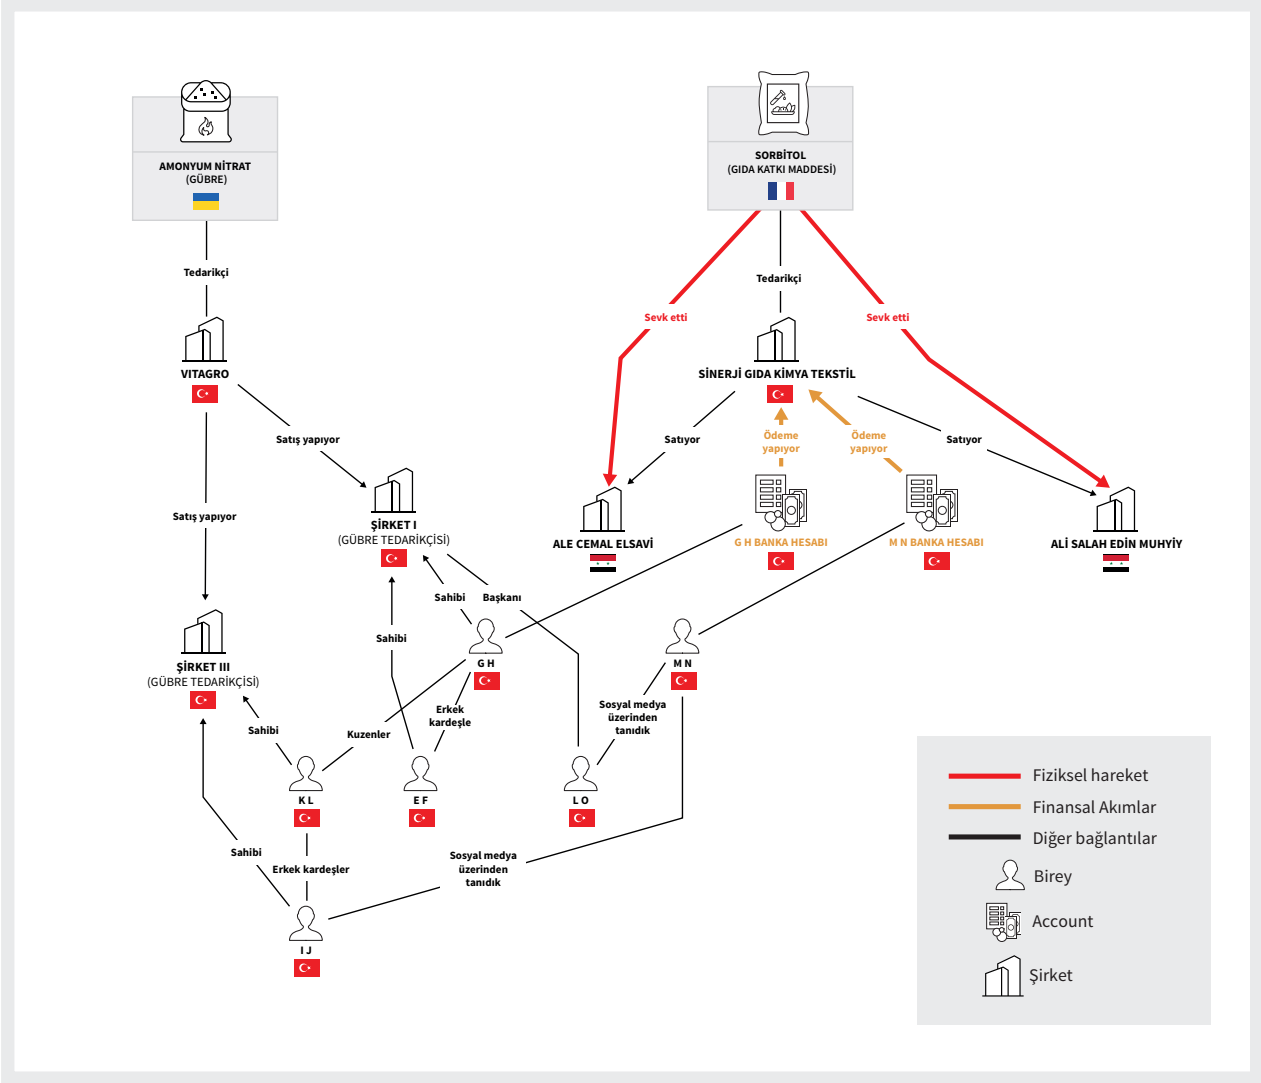 AMONYUM NİTRAT
(GÜBRE)
SORBİTOL
(GIDA KATKI MADDESİ)
Tedarikçi
Tedarikçi
Sevk etti
Sevk etti
VITAGRO
SİNERJİ GIDA KİMYA TEKSTİL
Satış yapıyor
Satıyor
Ödeme
yapıyor
Ödeme
yapıyor
Satıyor
Satış yapıyor
ŞİRKET I
(GÜBRE TEDARİKÇİSİ)
ALE CEMAL ELSAVİ
G H BANKA HESABI
M N BANKA HESABI
ALİ SALAH EDİN MUHYİY
Sahibi
Başkanı
Sahibi
ŞİRKET III
(GÜBRE TEDARİKÇİSİ)
G H
M N
Erkek
kardeşle
Sosyal medya
üzerinden
tanıdık
Sahibi
Kuzenler
K L
E F
L O
Sahibi
Erkek kardeşler
Sosyal medya
üzerinden
tanıdık
I J
Fiziksel hareket
Finansal Akımlar
Diğer bağlantılar
Birey
Account
Şirket